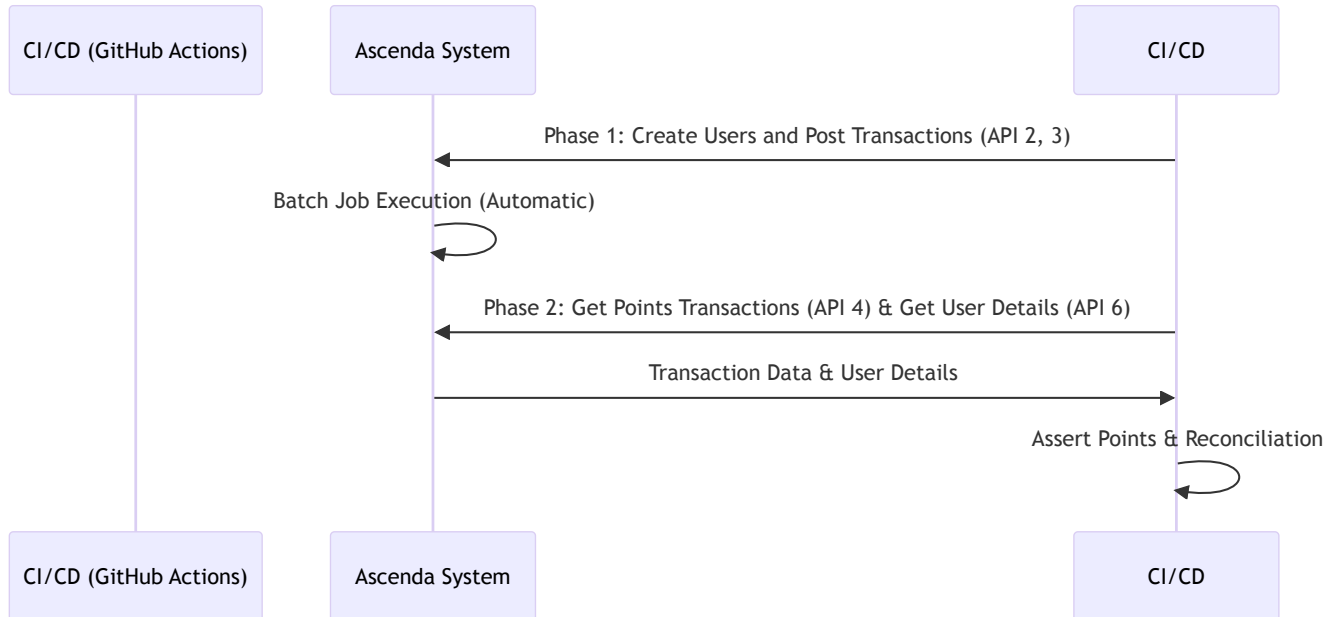 CI/CD (GitHub Actions)
Ascenda System
CI/CD
Phase 1: Create Users and Post Transactions (API 2, 3)
Batch Job Execution (Automatic)
Phase 2: Get Points Transactions (API 4) & Get User Details (API 6)
Transaction Data & User Details
Assert Points & Reconciliation
CI/CD (GitHub Actions)
Ascenda System
CI/CD